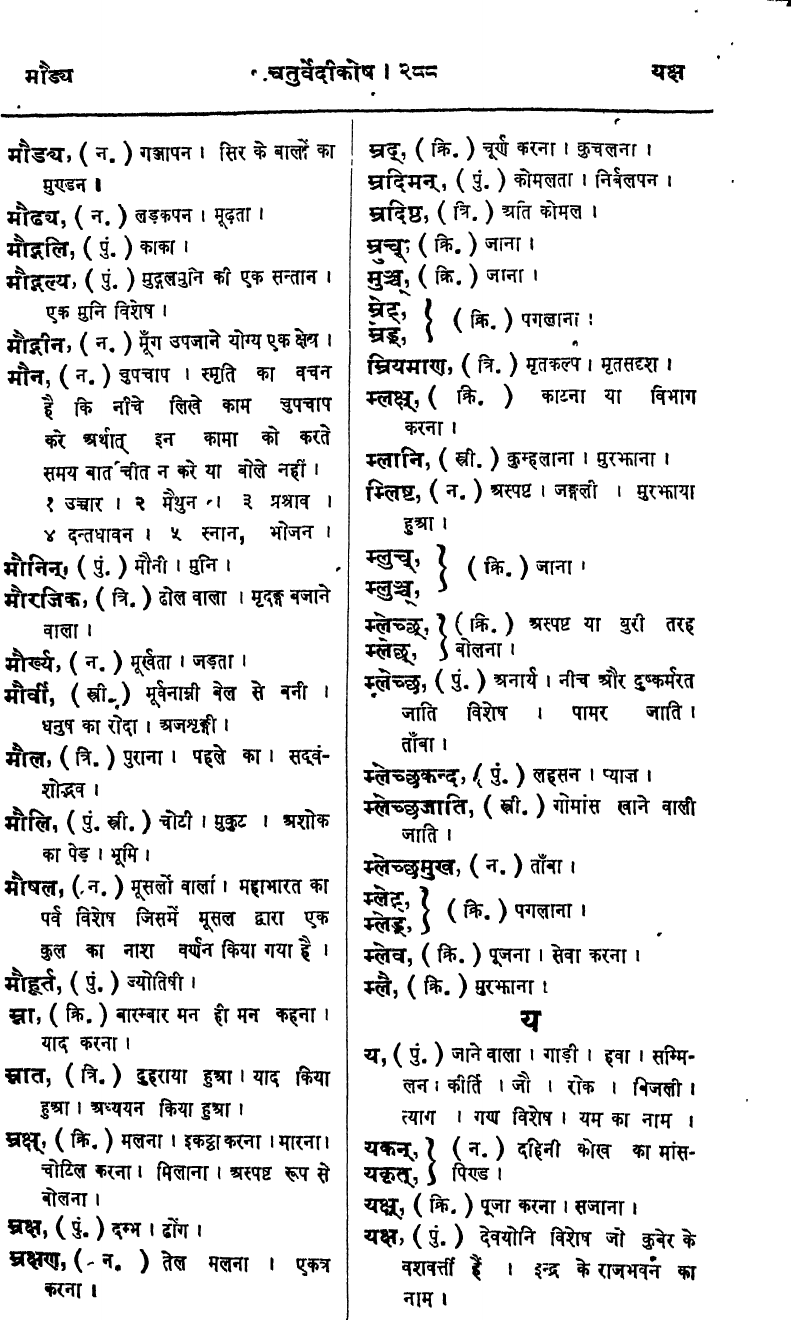 मौड्य
चतुर्वेदीकोष । २८८
यक्ष
मौड्य, ( न. ) गञ्जापन । सिर के बालों का
मुण्डन ।
मौढ्य, ( न. ) लड़कपन । मूढ़ता ।
मौद्गलि, ( पुं. ) काका ।
मौद्गल्य, ( पुं. ) मुद्गलमुनि की एक सन्तान ।
एक मुनि विशेष ।
मौद्गीन, ( न. ) मूँग उपजाने योग्य एक क्षेत्र ।
मौन, ( न. ) चुपचाप । स्मृति का वचन
है कि नीचे लिखे काम चुपचाप
करे अर्थात् इन कामा को करते
समय बात चीत न करे या बोले नहीं ।
१ उच्चार । २ मैथुन । ३ प्रश्राव ।
४ दन्तधावन । ५ स्नान, भोजन ।
मौनिन्, ( पुं. ) मौनी । मुनि ।
मौरजिक, ( त्रि. ) ढोल वाला । मृदङ्ग बजाने
वाला ।
मौर्ख्य, ( न. ) मूर्खता । जड़ता ।
मौर्वी, ( स्त्री. ) मूर्वनाम्नी बेल से बनी ।
धनुष का रोदा । अजशृङ्गी ।
मौल, ( त्रि. ) पुराना । पहले का । सद्वं-
शोद्भव ।
मौलि, ( पुं. स्त्री. ) चोटी । मुकुट । अशोक
का पेड़ । भूमि ।
मौषल, ( न. ) मूसलों वाला । महाभारत का
पर्व विशेष जिसमें मूसल द्वारा एक
कुल का नाश वर्णन किया गया है ।
मौहूर्त, ( पुं. ) ज्योतिषी ।
म्ना, ( क्रि. ) बारम्बार मन ही मन कहना ।
याद करना ।
म्नात, ( त्रि. ) दुहराया हुआ । याद किया
हुआ । अध्ययन किया हुआ ।
म्रक्ष्, ( क्रि. ) मलना । इकट्ठा करना । मारना ।
चोटिल करना । मिलाना । अस्पष्ट रूप से
बोलना ।
म्रक्ष, ( पुं. ) दम्भ । ढोंग ।
म्रक्षण, ( न. ) तेल मलना । एकत्र
करना ।
म्रद्, ( क्रि. ) चूर्ण करना । कुचलना ।
म्रदिमन्, ( पुं. ) कोमलता । निर्बलपन ।
म्रदिष्ठ, ( त्रि. ) अति कोमल ।
म्रुच्, ( क्रि. ) जाना ।
म्रुञ्च्, ( क्रि. ) जाना ।
म्रेट्,
म्रेड्, } ( क्रि. ) पगलाना ।
म्रियमाण, ( त्रि. ) मृतकल्प । मृतसदृश ।
म्लक्ष्, ( क्रि. ) काटना या विभाग
करना ।
म्लानि, ( स्त्री. ) कुम्हलाना । मुरझाना ।
म्लिष्ट, ( न. ) अस्पष्ट । जङ्गली । मुरझाया
हुआ ।
म्लुच्,
म्लुञ्च्, } ( क्रि. ) जाना ।
म्लेच्छ्, } ( क्रि. ) अस्पष्ट या बुरी तरह
म्लेछ्, } बोलना ।
म्लेच्छ, ( पुं. ) अनार्य । नीच और दुष्कर्मरत
जाति विशेष । पामर जाति ।
ताँबा ।
म्लेच्छकन्द, ( पुं. ) लहसन । प्याज ।
म्लेच्छजाति, ( स्त्री. ) गोमांस खाने वाली
जाति ।
म्लेच्छमुख, ( न. ) ताँबा ।
म्लेट्,
म्लेड्, } ( क्रि. ) पगलाना ।
म्लेव, ( क्रि. ) पूजना । सेवा करना ।
म्लै, ( क्रि. ) मुरझाना ।
य
य, ( पुं. ) जाने वाला । गाड़ी । हवा । सम्मि-
लन । कीर्ति । जौ । रोक । बिजली ।
त्याग । गण विशेष । यम का नाम ।
यकन्, } ( न. ) दहिनी कोख का मांस-
यकृत्, } पिण्ड ।
यक्ष्, ( क्रि. ) पूजा करना । सजाना ।
यक्ष, ( पुं. ) देवयोनि विशेष जो कुबेर के
वशवर्त्ती हैं । इन्द्र के राजभवन का
नाम ।